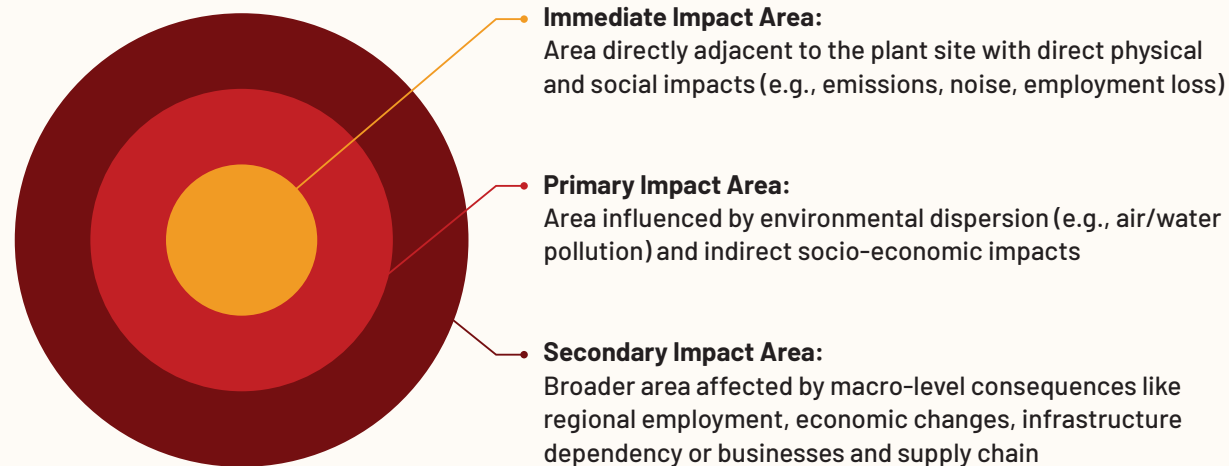 Immediate Impact Area:
Area directly adjacent to the plant site with direct physical
and social impacts (e.g., emissions, noise, employment loss)
Primary Impact Area:
Area influenced by environmental dispersion (e.g., air/water
pollution) and indirect socio-economic impacts
Secondary Impact Area:
Broader area affected by macro-level consequences like
regional employment, economic changes, infrastructure
dependency or businesses and supply chain